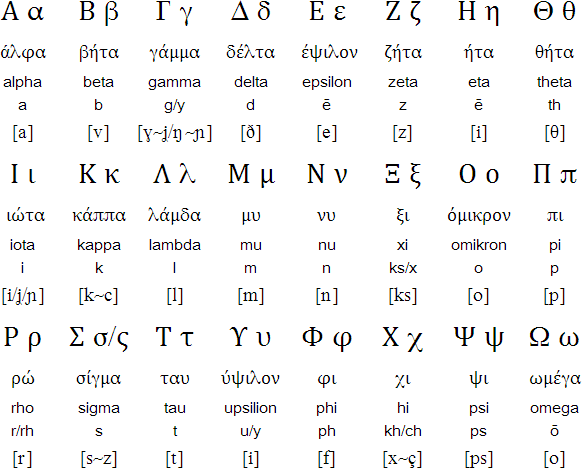 Α α Β β Γ γ Δ δ Ε ε Ζ ζ Η η Θ θ
άλφα βήτα γάμμα δέλτα έψιλον ζήτα ήτα θήτα
alpha beta gamma delta epsilon zeta eta theta
a b g/y d ē z ē th
[a] [v] [ɣ~ʝ/ŋ~ɲ] [ð] [e] [z] [i] [θ]
Ι ι Κ κ Λ λ Μ μ Ν ν Ξ ξ Ο ο Π π
ιώτα κάππα λάμδα μυ νυ ξι όμικρον πι
iota kappa lambda mu nu xi omikron pi
i k l m n ks/x o p
[i/ʝ/ɲ] [k~c] [l] [m] [n] [ks] [o] [p]
Ρ ρ Σ σ/ς Τ τ Υ υ Φ φ Χ χ Ψ ψ Ω ω
ρώ σίγμα ταυ ύψιλον φι χι ψι ωμέγα
rho sigma tau upsilion phi hi psi omega
r/rh s t u/y ph kh/ch ps ō
[r] [s~z] [t] [i] [f] [x~ç] [ps] [o]